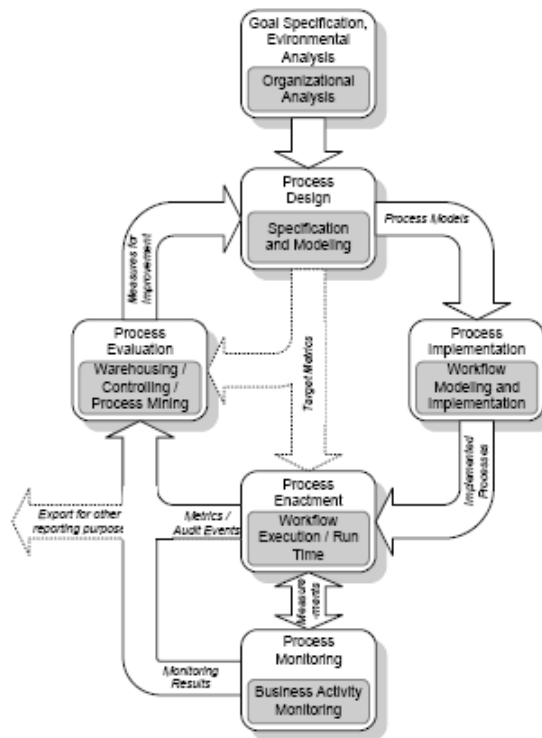 Goal Specification,
Evironmental
Analysis
Organizational
Analysis
Process
Design
Specification
and Modeling
Process Models
Measures for
Improvement
Process
Evaluation
Warehousing /
Controlling /
Process Mining
Target Metrics
Process
Implementation
Workflow
Modeling and
Implementation
Implemented
Processes
Export for other
reporting purpose
Metrics /
Audit Events
Process
Enactment
Workflow
Execution / Run
Time
Measure
-ments
Process
Monitoring
Business Activity
Monitoring
Monitoring
Results